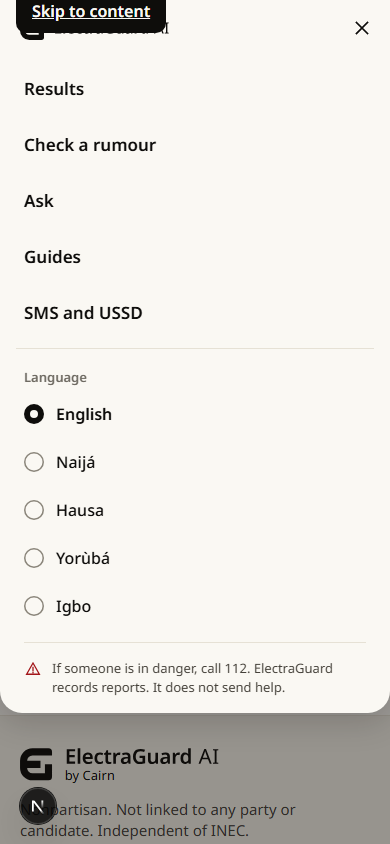 Skip to content
Results
Check a rumour
Ask
Guides
SMS and USSD
Language
English
Naijá
Hausa
Yorùbá
Igbo
If someone is in danger, call 112. ElectraGuard
records reports. It does not send help.
ElectraGuard AI
by Cairn
N
partisan. Not linked to any party or
candidate. Independent of INEC.